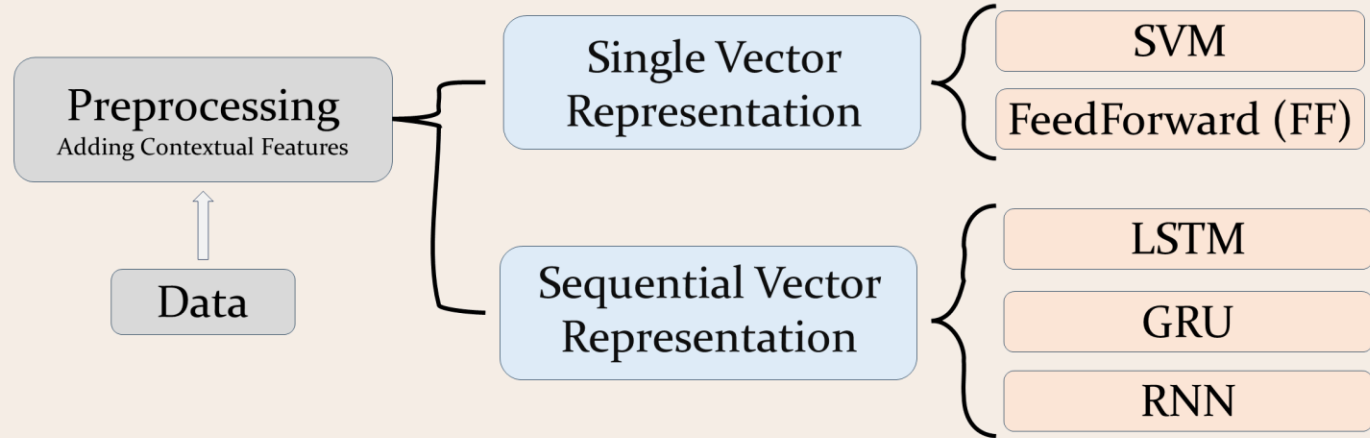 Preprocessing
Adding Contextual Features
Data
Single Vector
Representation
SVM
FeedForward (FF)
Sequential Vector
Representation
LSTM
GRU
RNN